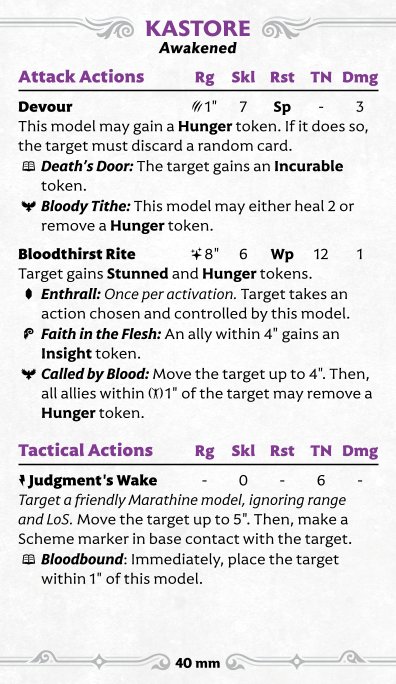 KASTORE
Awakened
Attack Actions Rg Skl Rst TN Dmg
Devour 1" 7 Sp - 3
This model may gain a Hunger token. If it does so,
the target must discard a random card.
Death's Door: The target gains an Incurable
token.
Bloody Tithe: This model may either heal 2 or
remove a Hunger token.
Bloodthirst Rite 8" 6 Wp 12 1
Target gains Stunned and Hunger tokens.
Enthrall: Once per activation. Target takes an
action chosen and controlled by this model.
Faith in the Flesh: An ally within 4" gains an
Insight token.
Called by Blood: Move the target up to 4". Then,
all allies within 1" of the target may remove a
Hunger token.
Tactical Actions Rg Skl Rst TN Dmg
Judgment's Wake - 0 - 6 -
Target a friendly Marathine model, ignoring range
and LoS. Move the target up to 5". Then, make a
Scheme marker in base contact with the target.
Bloodbound: Immediately, place the target
within 1" of this model.
40 mm